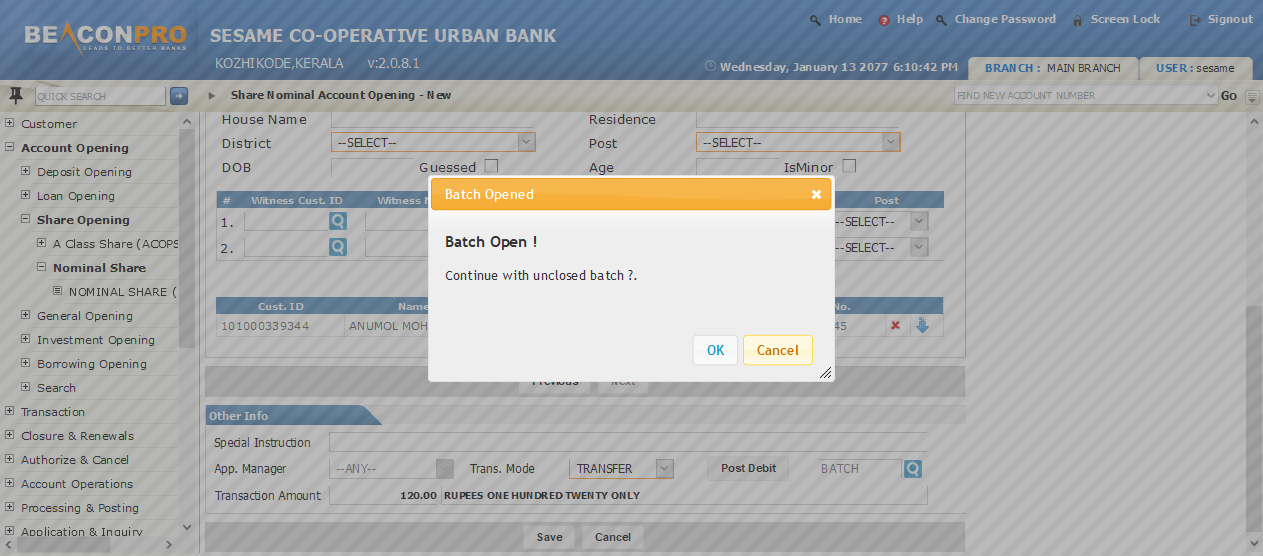 Home Help Change Password Screen Lock Signout
BEACONPRO
LEADS TO BETTER BANKS
SESAME CO-OPERATIVE URBAN BANK
KOZHIKODE,KERALA v:2.0.8.1
Wednesday, January 13 2077 6:10:42 PM
BRANCH : MAIN BRANCH USER : sesame
QUICK SEARCH
Share Nominal Account Opening - New
FIND NEW ACCOUNT NUMBER Go
Customer
Account Opening
Deposit Opening
Loan Opening
Share Opening
A Class Share (ACOPS
Nominal Share
NOMINAL SHARE (
General Opening
Investment Opening
Borrowing Opening
Search
Transaction
Closure & Renewals
Authorize & Cancel
Account Operations
Processing & Posting
Application & Inquiry
House Name Residence
District --SELECT-- Post --SELECT--
DOB Guessed Age IsMinor
# Witness Cust. ID Witness Post
1. --SELECT--
2. --SELECT--
Cust. ID Name No.
101000339344 ANUMOL MOH 45
Batch Opened
Batch Open !
Continue with unclosed batch ?.
OK Cancel
Previous Next
Other Info
Special Instruction
App. Manager --ANY-- Trans. Mode TRANSFER Post Debit BATCH
Transaction Amount 120.00 RUPEES ONE HUNDRED TWENTY ONLY
Save Cancel